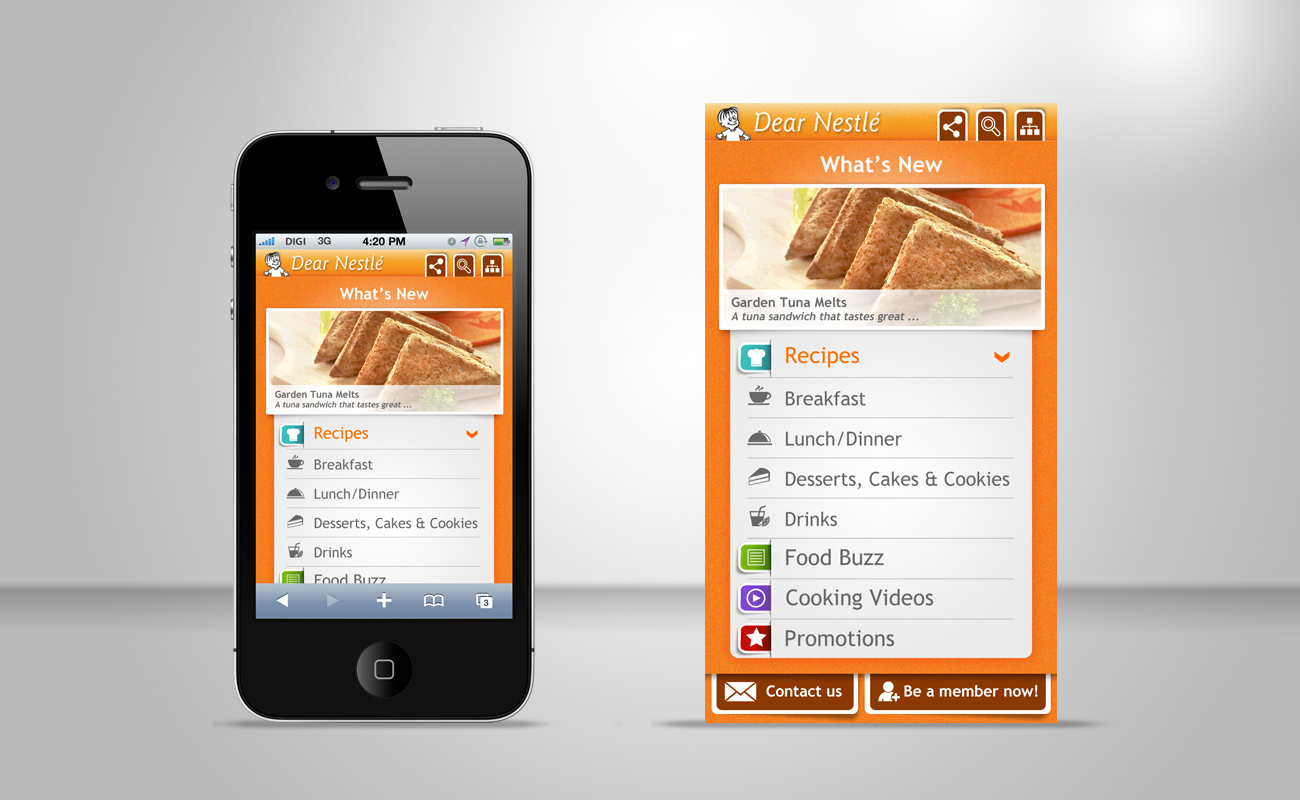 DIGI 3G 4:20 PM
Dear Nestlé
What's New
Garden Tuna Melts
A tuna sandwich that tastes great ...
Recipes
Breakfast
Lunch/Dinner
Desserts, Cakes & Cookies
Drinks
Food Buzz
3
Dear Nestlé
What's New
Garden Tuna Melts
A tuna sandwich that tastes great ...
Recipes
Breakfast
Lunch/Dinner
Desserts, Cakes & Cookies
Drinks
Food Buzz
Cooking Videos
Promotions
Contact us
Be a member now!